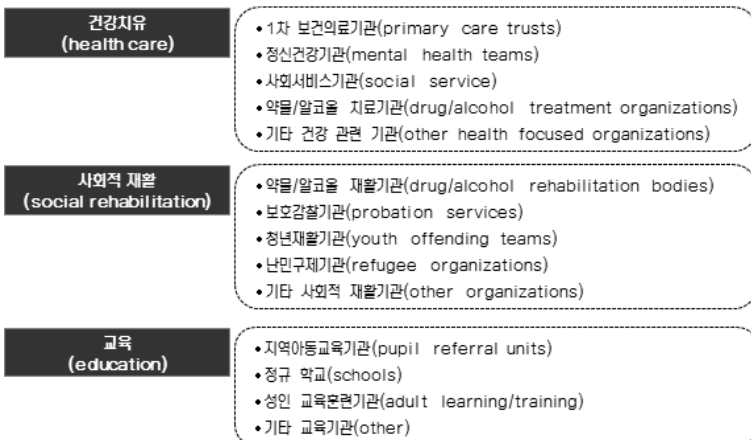 건강치유
(health care)
•1차 보건의료기관(primary care trusts)
•정신건강기관(mental health teams)
•사회서비스기관(social service)
•약물/알코올 치료기관(drug/alcohol treatment organizations)
•기타 건강 관련 기관(other health focused organizations)
사회적 재활
(social rehabilitation)
•약물/알코올 재활기관(drug/alcohol rehabilitation bodies)
•보호감찰기관(probation services)
•청년재활기관(youth offending teams)
•난민구제기관(refugee organizations)
•기타 사회적 재활기관(other organizations)
교육
(education)
•지역아동교육기관(pupil referral units)
•정규 학교(schools)
•성인 교육훈련기관(adult learning/training)
•기타 교육기관(other)